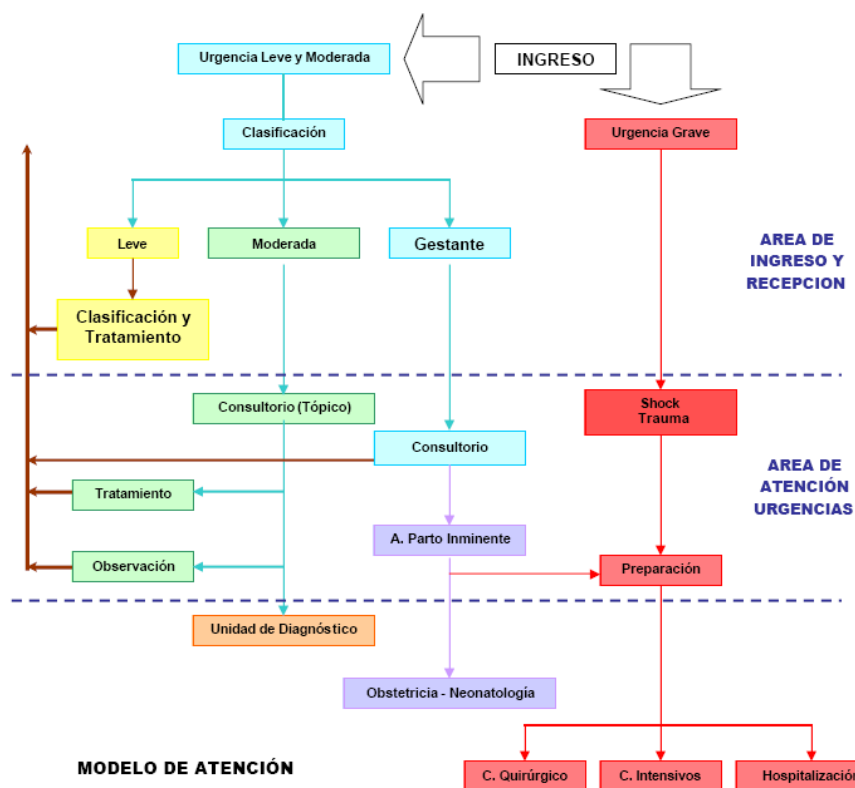 Urgencia Leve y Moderada
INGRESO
Clasificación
Urgencia Grave
Leve
Moderada
Gestante
AREA DE
INGRESO Y
RECEPCION
Clasificación y
Tratamiento
Consultorio (Tópico)
Shock
Trauma
Consultorio
AREA DE
ATENCIÓN
URGENCIAS
Tratamiento
A. Parto Inminente
Observación
Preparación
Unidad de Diagnóstico
Obstetricia - Neonatología
MODELO DE ATENCIÓN
C. Quirúrgico
C. Intensivos
Hospitalización